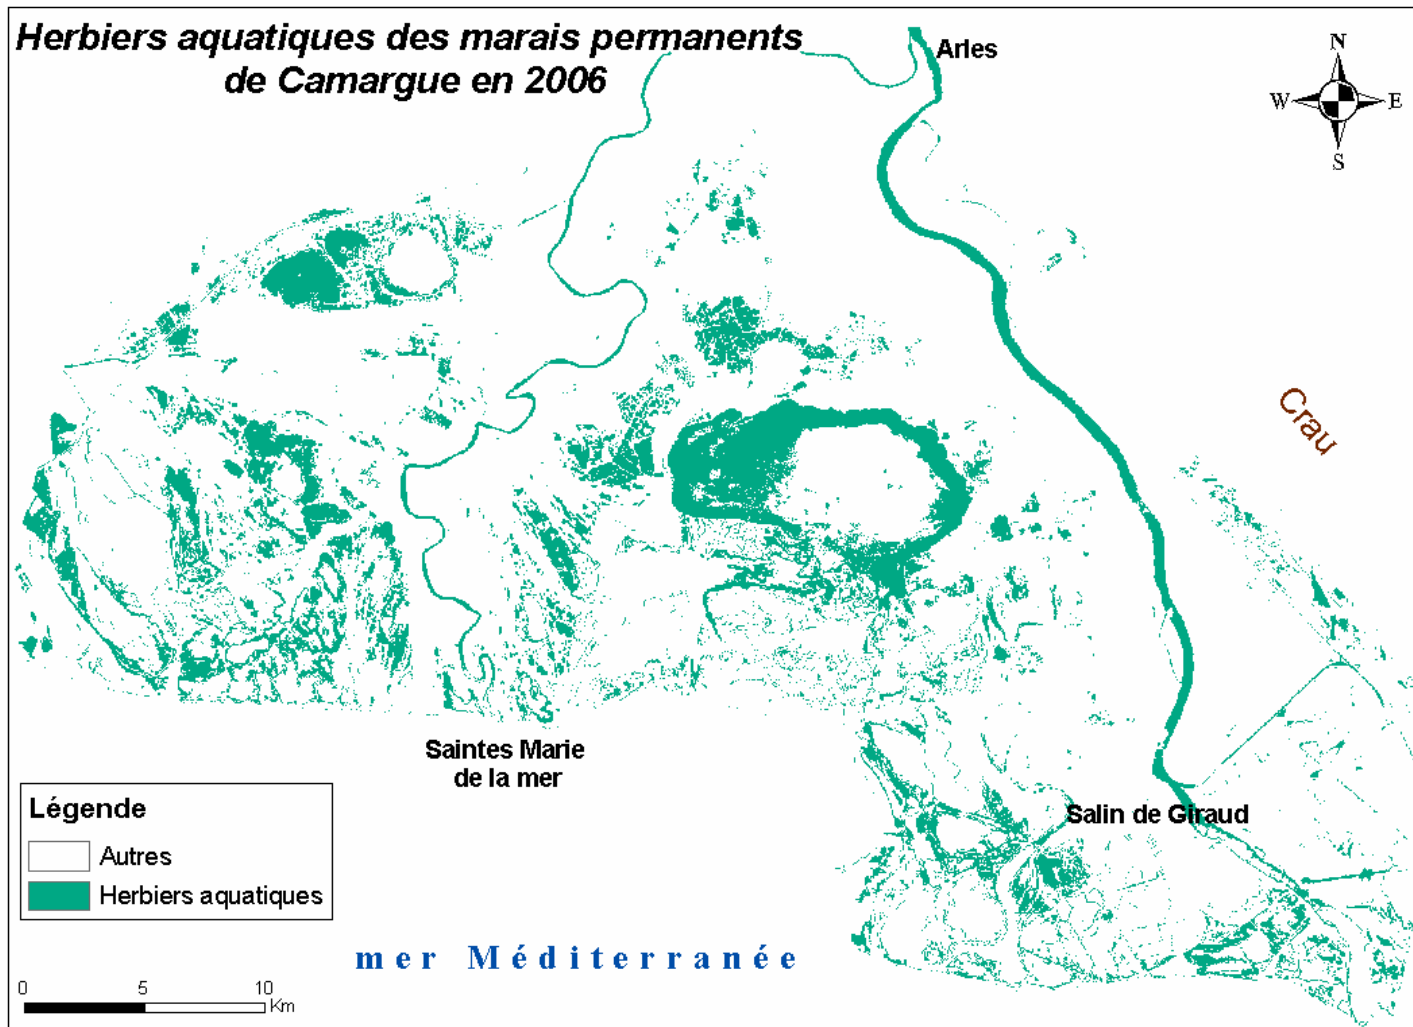 Herbiers aquatiques des marais permanents
de Camargue en 2006
Arles
N
W
E
S
Crau
Saintes Marie
de la mer
Salin de Giraud
Légende
Autres
Herbiers aquatiques
mer Méditerranée
0 5 10
Km